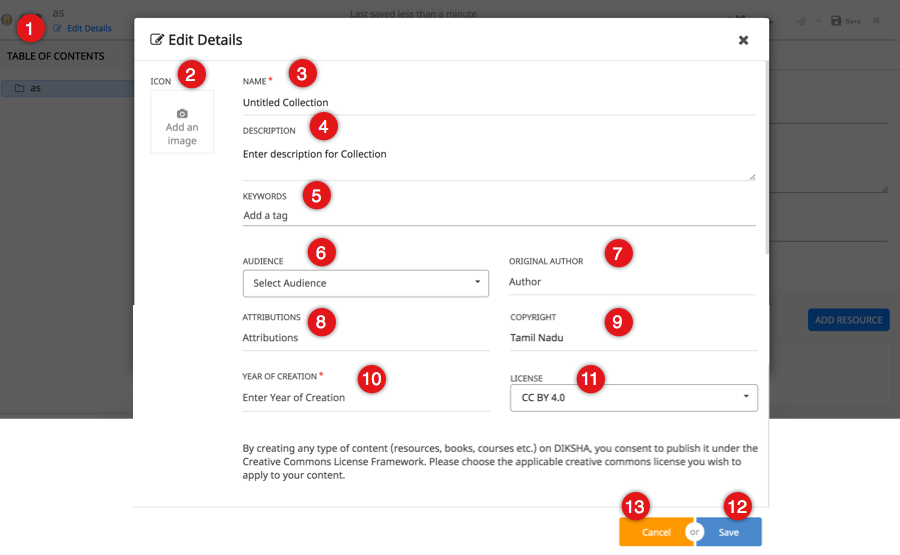 as
Last saved less than a minute
1
Edit Details
Save
TABLE OF CONTENTS
as
Edit Details
ICON
2
Add an
image
NAME*
3
Untitled Collection
DESCRIPTION
4
Enter description for Collection
KEYWORDS
5
Add a tag
AUDIENCE
6
Select Audience
ORIGINAL AUTHOR
7
Author
ATTRIBUTIONS
8
Attributions
COPYRIGHT
9
Tamil Nadu
YEAR OF CREATION *
10
Enter Year of Creation
LICENSE
11
CC BY 4.0
ADD RESOURCE
By creating any type of content (resources, books, courses etc.) on DIKSHA, you consent to publish it under the
Creative Commons License Framework. Please choose the applicable creative commons license you wish to
apply to your content.
13
12
Cancel or Save